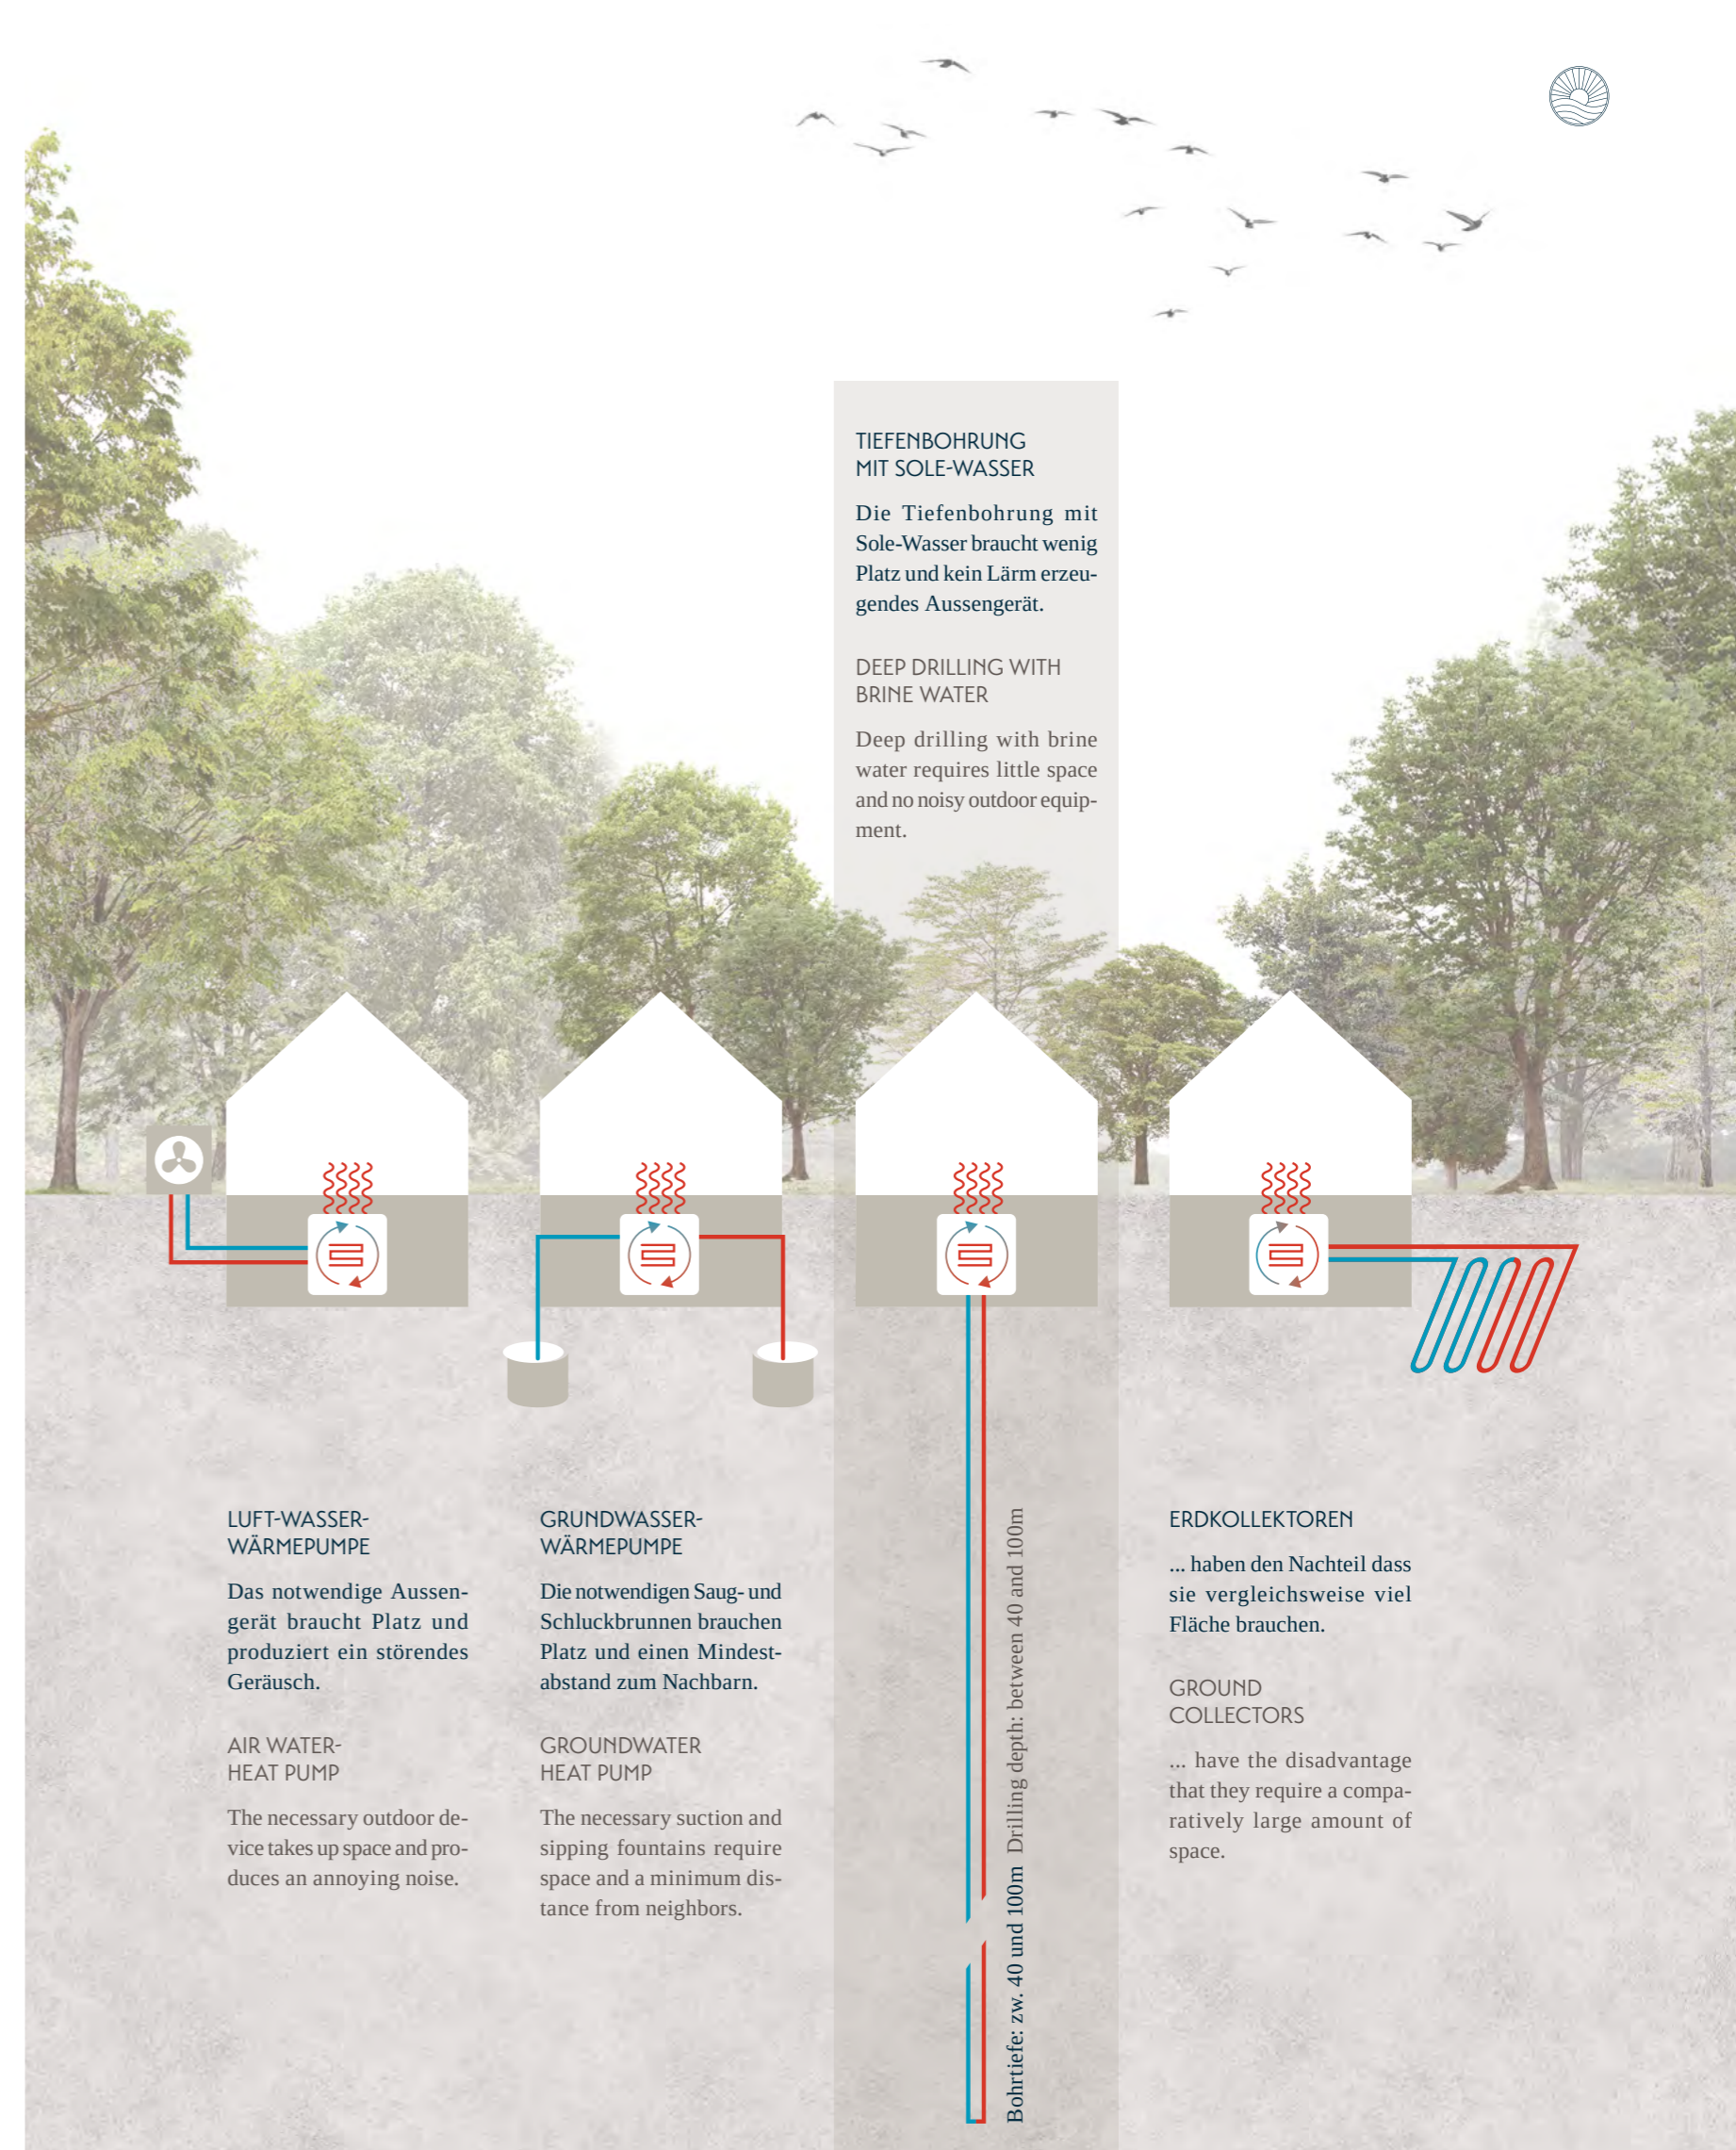 TIEFENBOHRUNG
MIT SOLE-WASSER
Die Tiefenbohrung mit
Sole-Wasser braucht wenig
Platz und kein Lärm erzeu-
gendes Aussengerät.
DEEP DRILLING WITH
BRINE WATER
Deep drilling with brine
water requires little space
and no noisy outdoor equip-
ment.
LUFT-WASSER-
WÄRMEPUMPE
Das notwendige Aussen-
gerät braucht Platz und
produziert ein störendes
Geräusch.
AIR WATER-
HEAT PUMP
The necessary outdoor de-
vice takes up space and pro-
duces an annoying noise.
GRUNDWASSER-
WÄRMEPUMPE
Die notwendigen Saug- und
Schluckbrunnen brauchen
Platz und einen Mindest-
abstand zum Nachbarn.
GROUNDWATER
HEAT PUMP
The necessary suction and
sipping fountains require
space and a minimum dis-
tance from neighbors.
Bohrtiefe: zw. 40 und 100m Drilling depth: between 40 and 100m
ERDKOLLEKTOREN
... haben den Nachteil dass
sie vergleichsweise viel
Fläche brauchen.
GROUND
COLLECTORS
... have the disadvantage
that they require a compa-
ratively large amount of
space.